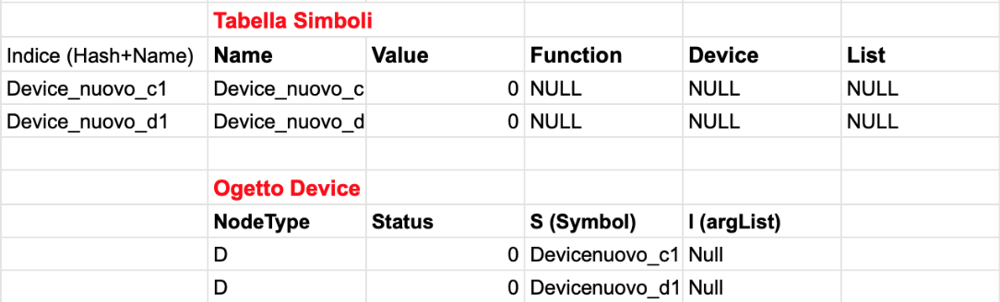 Tabella Simboli
Indice (Hash+Name) Name Value Function Device List
Device_nuovo_c1 Device_nuovo_c 0 NULL NULL NULL
Device_nuovo_d1 Device_nuovo_d 0 NULL NULL NULL
Ogetto Device
NodeType Status S (Symbol) l (argList)
D 0 Devicenuovo_c1 Null
D 0 Devicenuovo_d1 Null